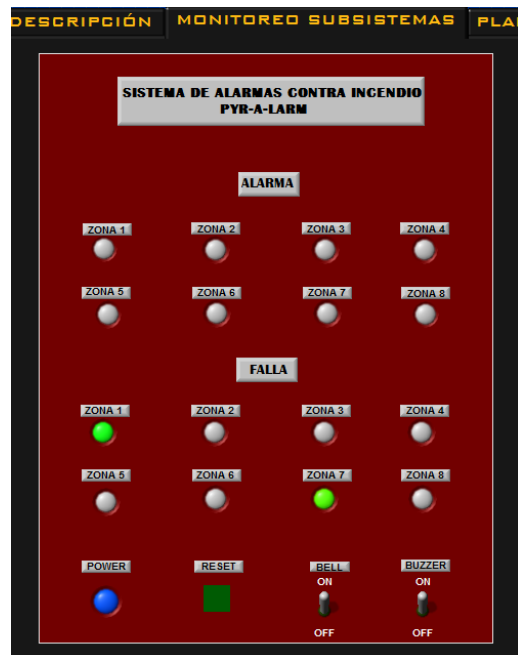 DESCRIPCIÓN MONITOREO SUBSISTEMAS
SISTEMA DE ALARMAS CONTRA INCENDIO
PYR-A-LARM
ALARMA
ZONA 1 ZONA 2 ZONA 3 ZONA 4
ZONA 5 ZONA 6 ZONA 7 ZONA 8
FALLA
ZONA 1 ZONA 2 ZONA 3 ZONA 4
ZONA 5 ZONA 6 ZONA 7 ZONA 8
POWER RESET BELL BUZZER
ON ON
OFF OFF